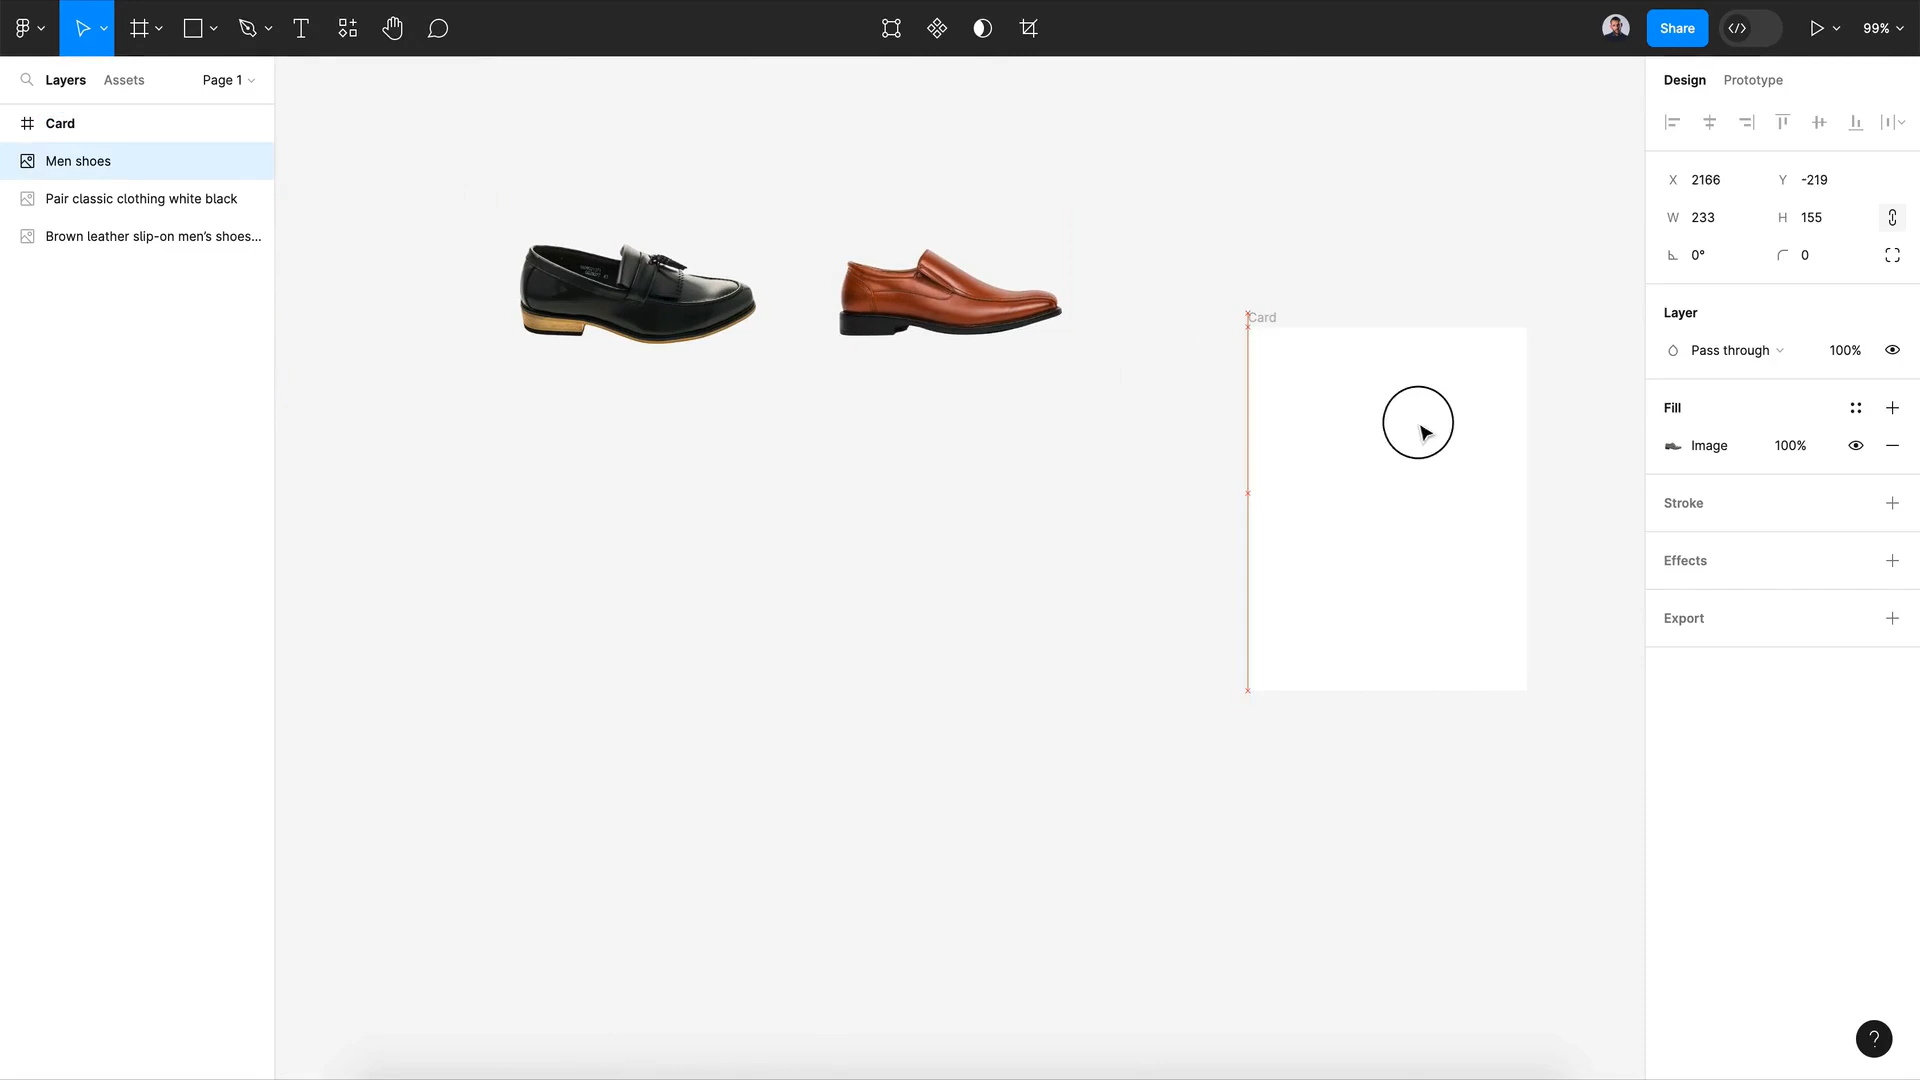 Share
99%
Layers
Assets
Page 1
Design
Prototype
Card
Men shoes
Pair classic clothing white black
Brown leather slip-on men's shoes...
X 2166
Y -219
W 233
H 155
0°
0
Layer
Pass through
100%
Fill
Image
100%
Stroke
Effects
Export
Card
?